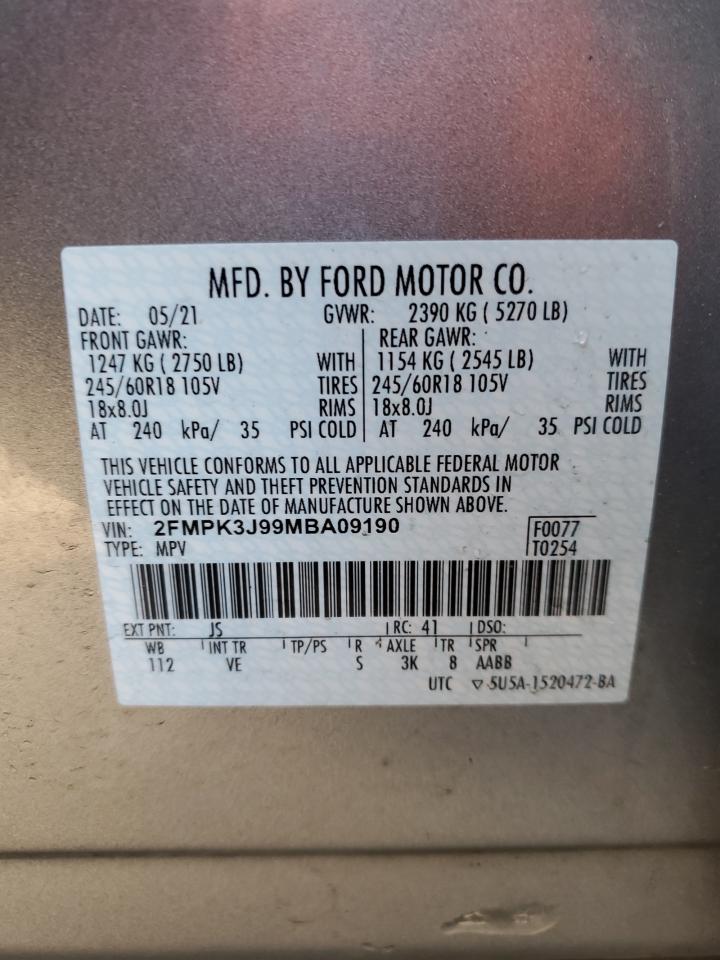 MFD. BY FORD MOTOR CO.
DATE: 05/21 GVWR: 2390 KG ( 5270 LB)
FRONT GAWR: REAR GAWR:
1247 KG ( 2750 LB) WITH 1154 KG ( 2545 LB) WITH
245/60R18 105V TIRES 245/60R18 105V TIRES
18x8.0J RIMS 18x8.0J RIMS
AT 240 kPa/ 35 PSI COLD AT 240 kPa/ 35 PSI COLD
THIS VEHICLE CONFORMS TO ALL APPLICABLE FEDERAL MOTOR
VEHICLE SAFETY AND THEFT PREVENTION STANDARDS IN
EFFECT ON THE DATE OF MANUFACTURE SHOWN ABOVE.
VIN: 2FMPK3J99MBA09190 F0077
TYPE: MPV T0254
EXT PNT: JS RC: 41 DSO:
WB INT TR TP/PS R AXLE TR SPR
112 VE S 3K 8 AABB
UTC ▽ 5U5A-1520472-BA